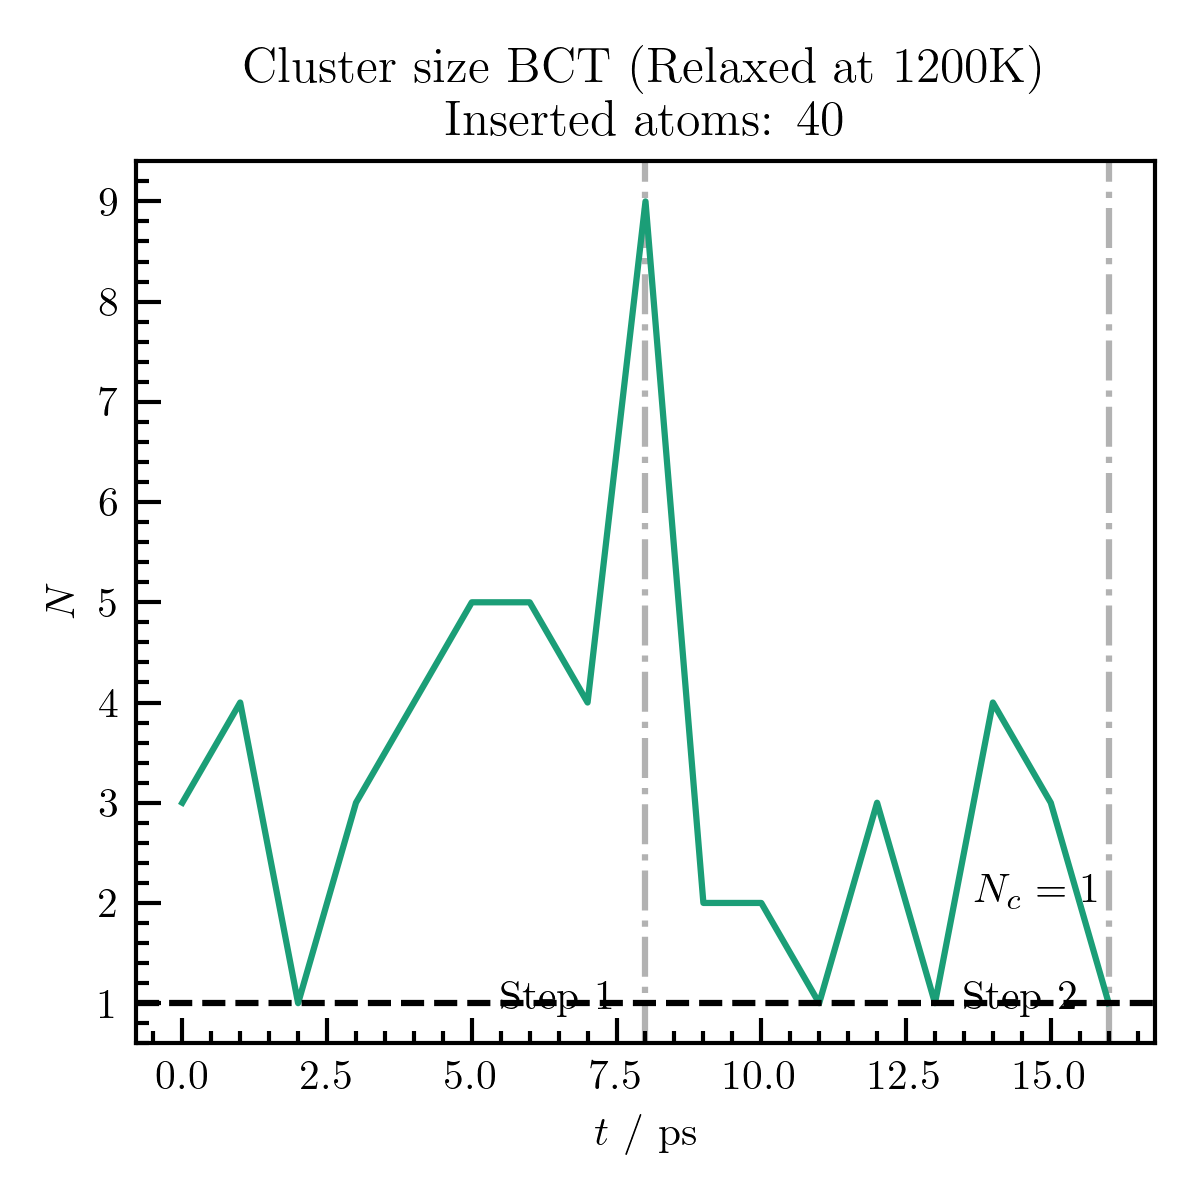 Cluster size BCT (Relaxed at 1200K)
Inserted atoms: 40
9
8
7
6
5
4
3
2
1
N
N_c = 1
Step 1
Step 2
0.0 2.5 5.0 7.5 10.0 12.5 15.0
t / ps